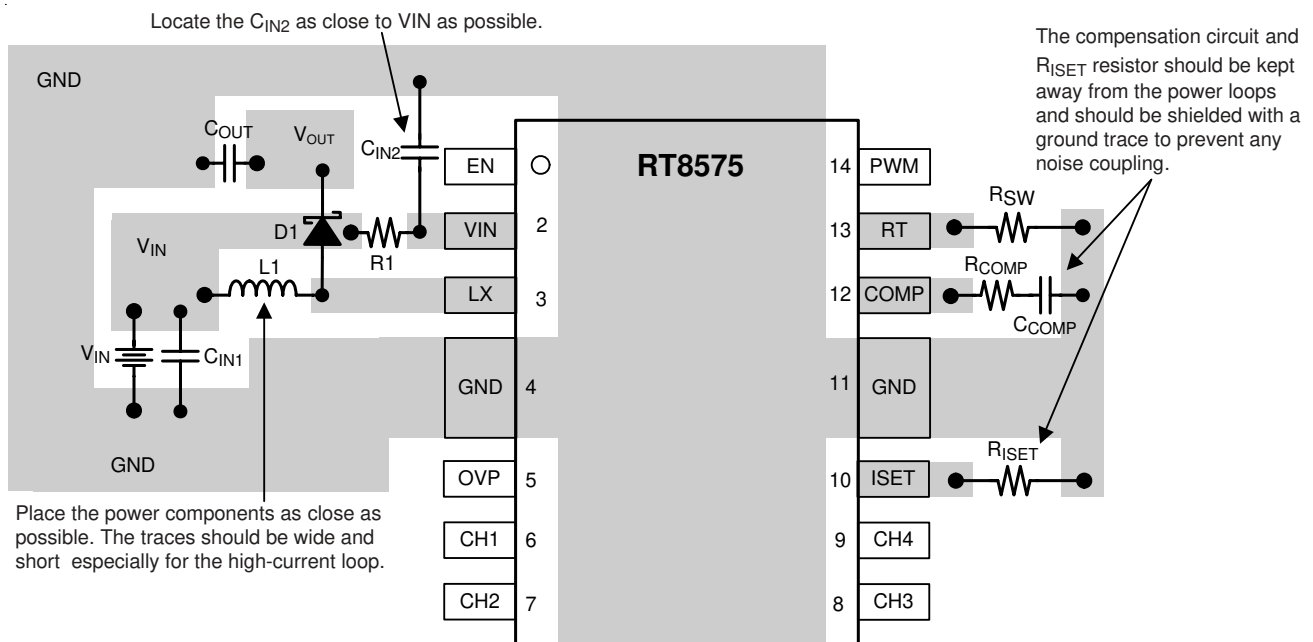 Locate the CIN2 as close to VIN as possible.
The compensation circuit and
RISET resistor should be kept
away from the power loops
and should be shielded with a
ground trace to prevent any
noise coupling.
GND
COUT
VOUT
CIN2
EN
RT8575
14 PWM
RSW
VIN 2
13 RT
D1
R1
VIN
L1
RCOMP
LX 3
12 COMP
CCOMP
VIN
CIN1
GND 4
11 GND
GND
RISET
OVP 5
10 ISET
Place the power components as close as
possible. The traces should be wide and
short especially for the high-current loop.
CH1 6
9 CH4
CH2 7
8 CH3